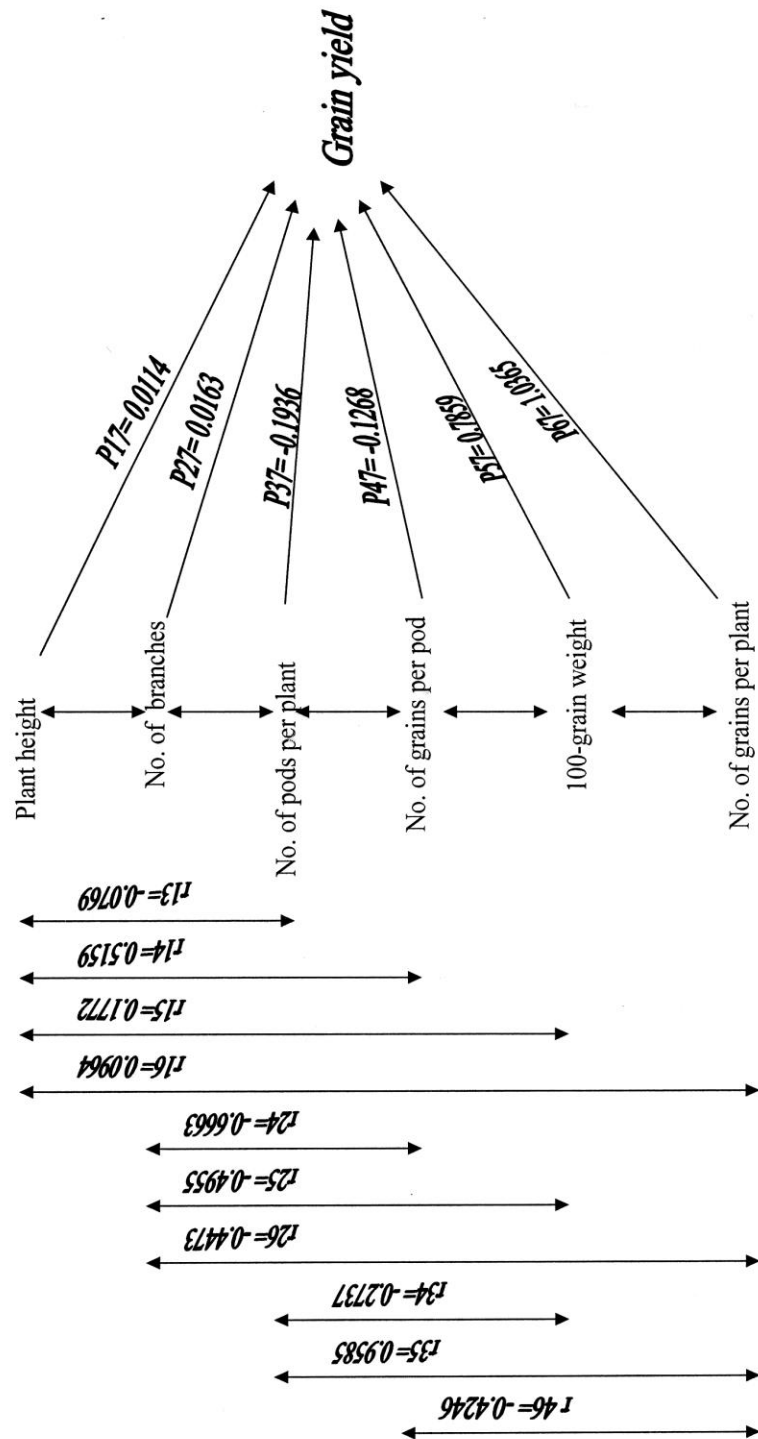 Grain yield
P17= 0.0114
P27= 0.0163
P37= -0.1936
P47= -0.1268
P57= 0.7859
P67= 1.0365
Plant height
No. of branches
No. of pods per plant
No. of grains per pod
100-grain weight
No. of grains per plant
r13= -0.0769
r14= 0.5159
r15= 0.1772
r16= 0.0964
r24= -0.6663
r25= -0.4955
r26= -0.4473
r34= -0.2737
r35= 0.9585
r 46= -0.4246